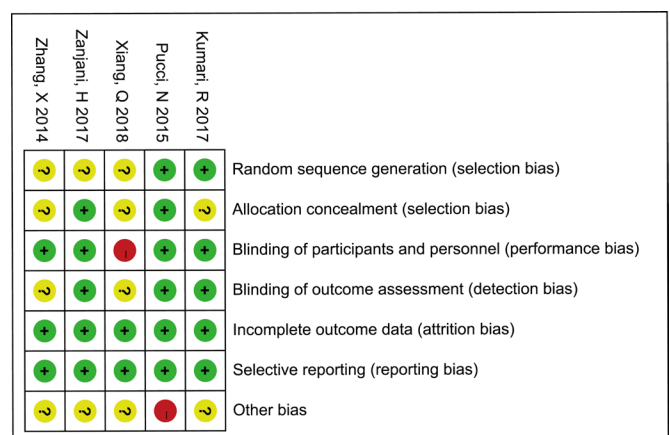 Zhang, X 2014
Zanjani, H 2017
Xiang, Q 2018
Pucci, N 2015
Kumari, R 2017
? ? ? + + Random sequence generation (selection bias)
? + ? + ? Allocation concealment (selection bias)
+ + – + + Blinding of participants and personnel (performance bias)
? + ? + + Blinding of outcome assessment (detection bias)
+ + + + + Incomplete outcome data (attrition bias)
+ + + + + Selective reporting (reporting bias)
? ? ? – ? Other bias